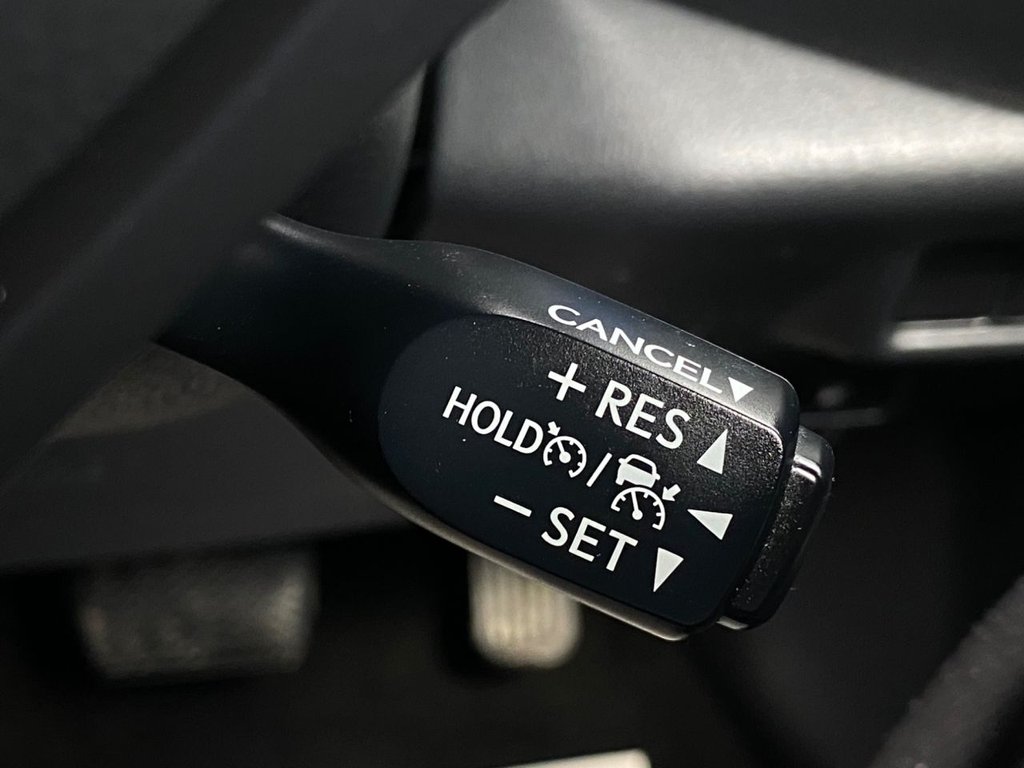 CANCEL▼
+ RES ▲
HOLD / ◀
− SET ▼